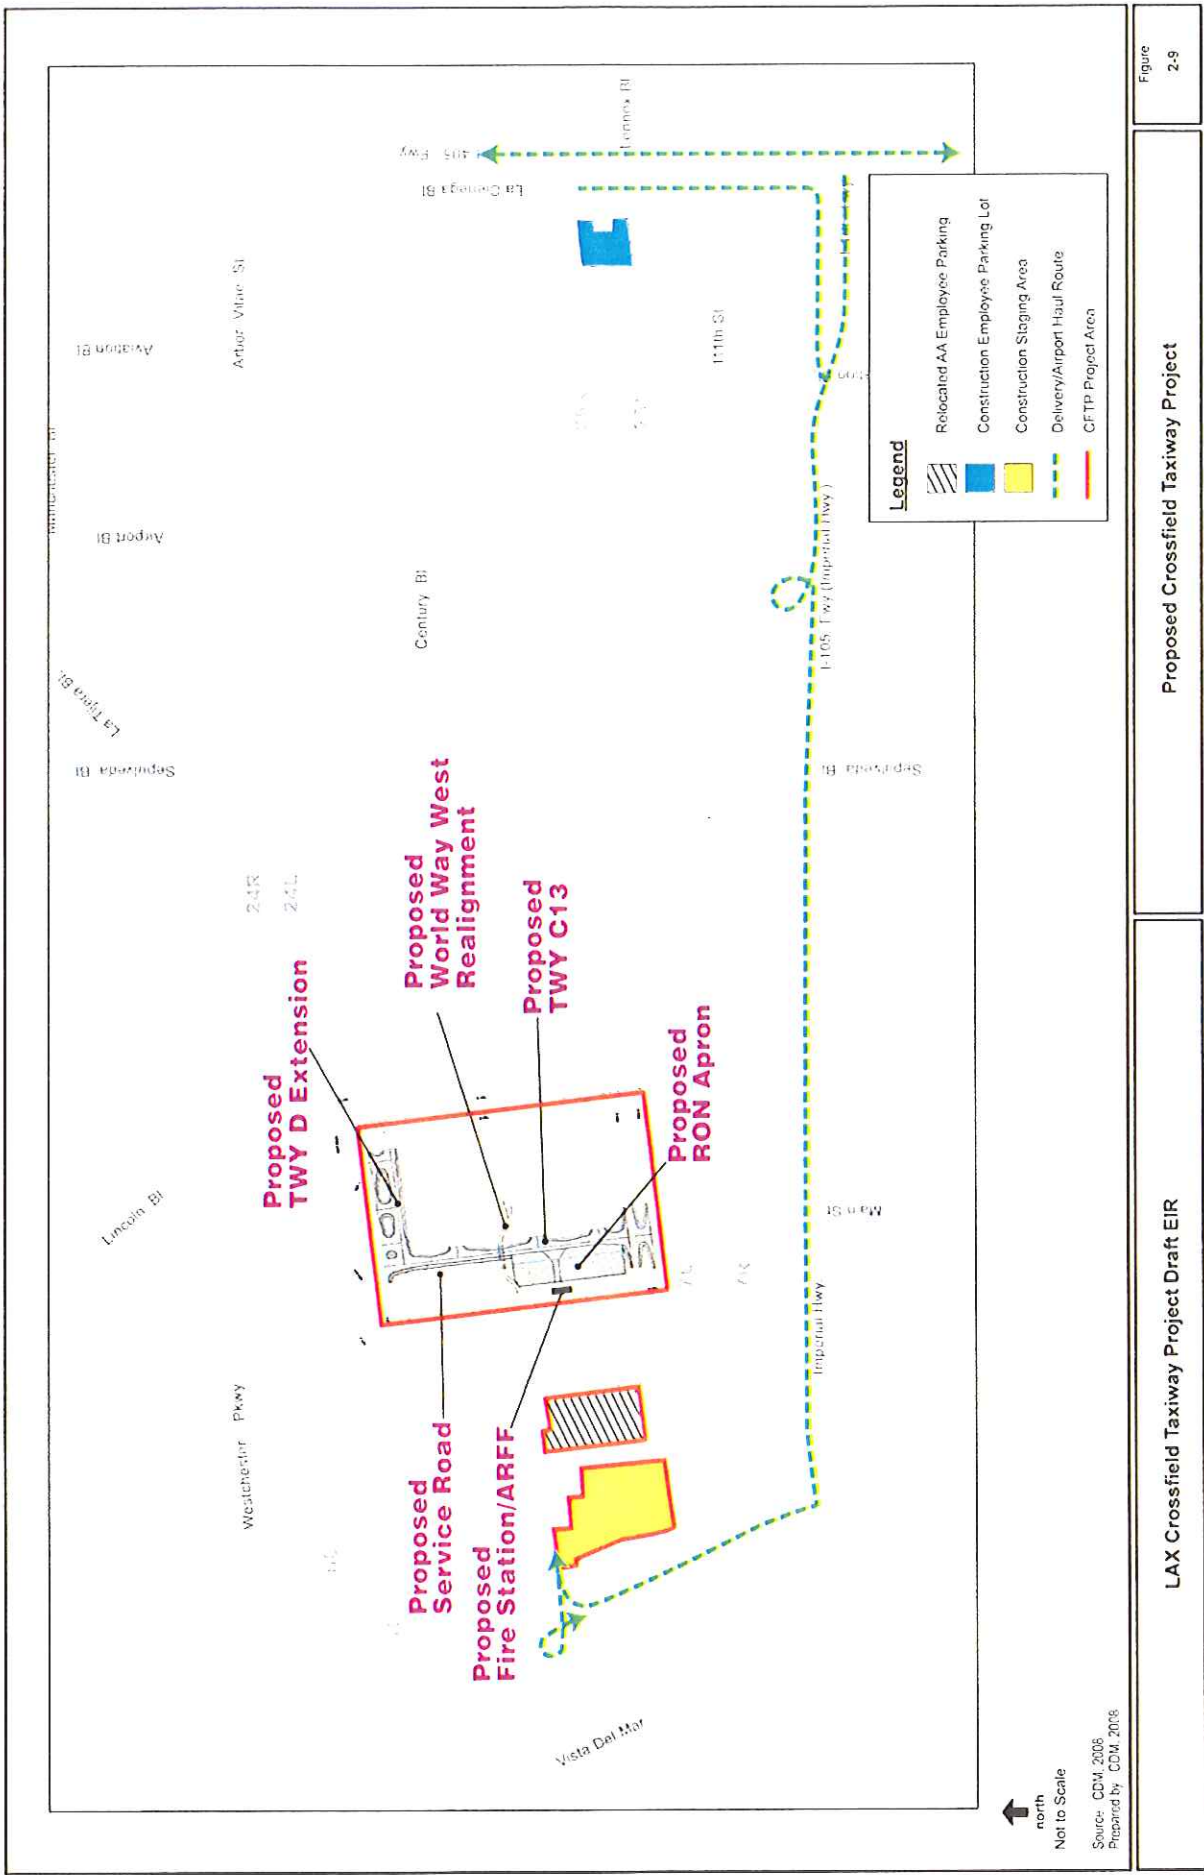 Manchester Bl
La Tijera Bl.
Sepulveda Bl
Airport Bl
Aviation Bl
Arbor Vitae St
Lincoln Bl
Westchester Pkwy
24R
24L
Century Bl
La Cienega Bl
I-405 Fwy
Lennox Bl
111th St
Proposed
TWY D Extension
Proposed
World Way West
Realignment
Proposed
TWY C13
Proposed
RON Apron
Proposed
Service Road
Proposed
Fire Station/ARFF
7L
7R
Vista Del Mar
Imperial Hwy
Main St
Sepulveda Bl
I-105 Fwy (Imperial Hwy)
Legend
Relocated AA Employee Parking
Construction Employee Parking Lot
Construction Staging Area
Delivery/Airport Haul Route
CFTP Project Area
north
Not to Scale
Source: CDM, 2008
Prepared by: CDM, 2008
LAX Crossfield Taxiway Project Draft EIR
Proposed Crossfield Taxiway Project
Figure
2-9